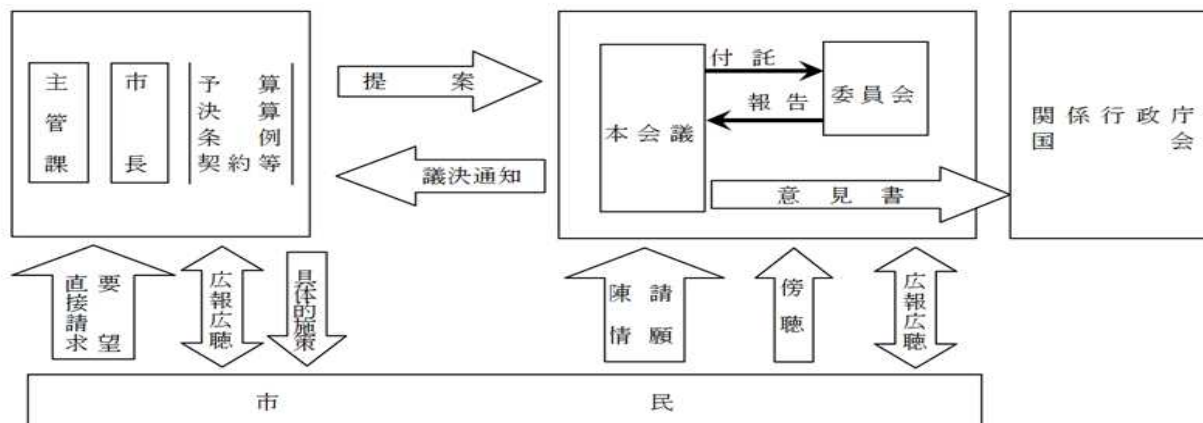 主管課
市長
予算
決算
条例
契約等
提案
議決通知
本会議
付託
報告
委員会
意見書
関係行政庁
国会
要望
直接請求
広報広聴
具体的施策
請願
陳情
傍聴
広報広聴
市民